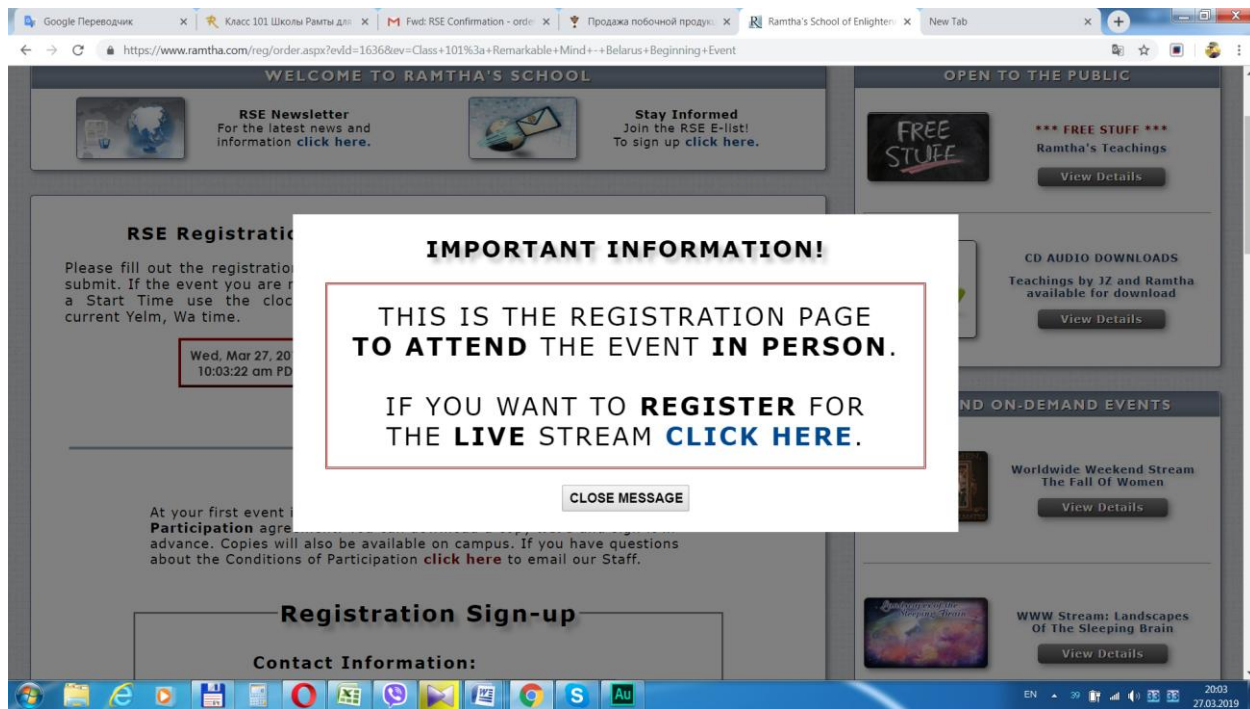 Google Переводчик
Класс 101 Школы Рамты для
Fwd: RSE Confirmation - orde
Продажа побочной продук
Ramtha's School of Enlighten
New Tab
https://www.ramtha.com/reg/order.aspx?evId=1636&ev=Class+101%3a+Remarkable+Mind+-+Belarus+Beginning+Event
WELCOME TO RAMTHA'S SCHOOL
RSE Newsletter
For the latest news and
information click here.
Stay Informed
Join the RSE E-list!
To sign up click here.
RSE Registratio
Please fill out the registration
submit. If the event you are r
a Start Time use the cloc
current Yelm, Wa time.
Wed, Mar 27, 20
10:03:22 am PD
At your first event i
Participation
advance. Copies will also be available on campus. If you have questions
about the Conditions of Participation click here to email our Staff.
Registration Sign-up
Contact Information:
IMPORTANT INFORMATION!
THIS IS THE REGISTRATION PAGE
TO ATTEND THE EVENT IN PERSON.
IF YOU WANT TO REGISTER FOR
THE LIVE STREAM CLICK HERE.
CLOSE MESSAGE
OPEN TO THE PUBLIC
FREE
STUFF
*** FREE STUFF ***
Ramtha's Teachings
View Details
CD AUDIO DOWNLOADS
Teachings by JZ and Ramtha
available for download
View Details
ND ON-DEMAND EVENTS
Worldwide Weekend Stream
The Fall Of Women
View Details
Landscapes of the
Sleeping Brain
WWW Stream: Landscapes
Of The Sleeping Brain
View Details
EN
39
20:03
27.03.2019